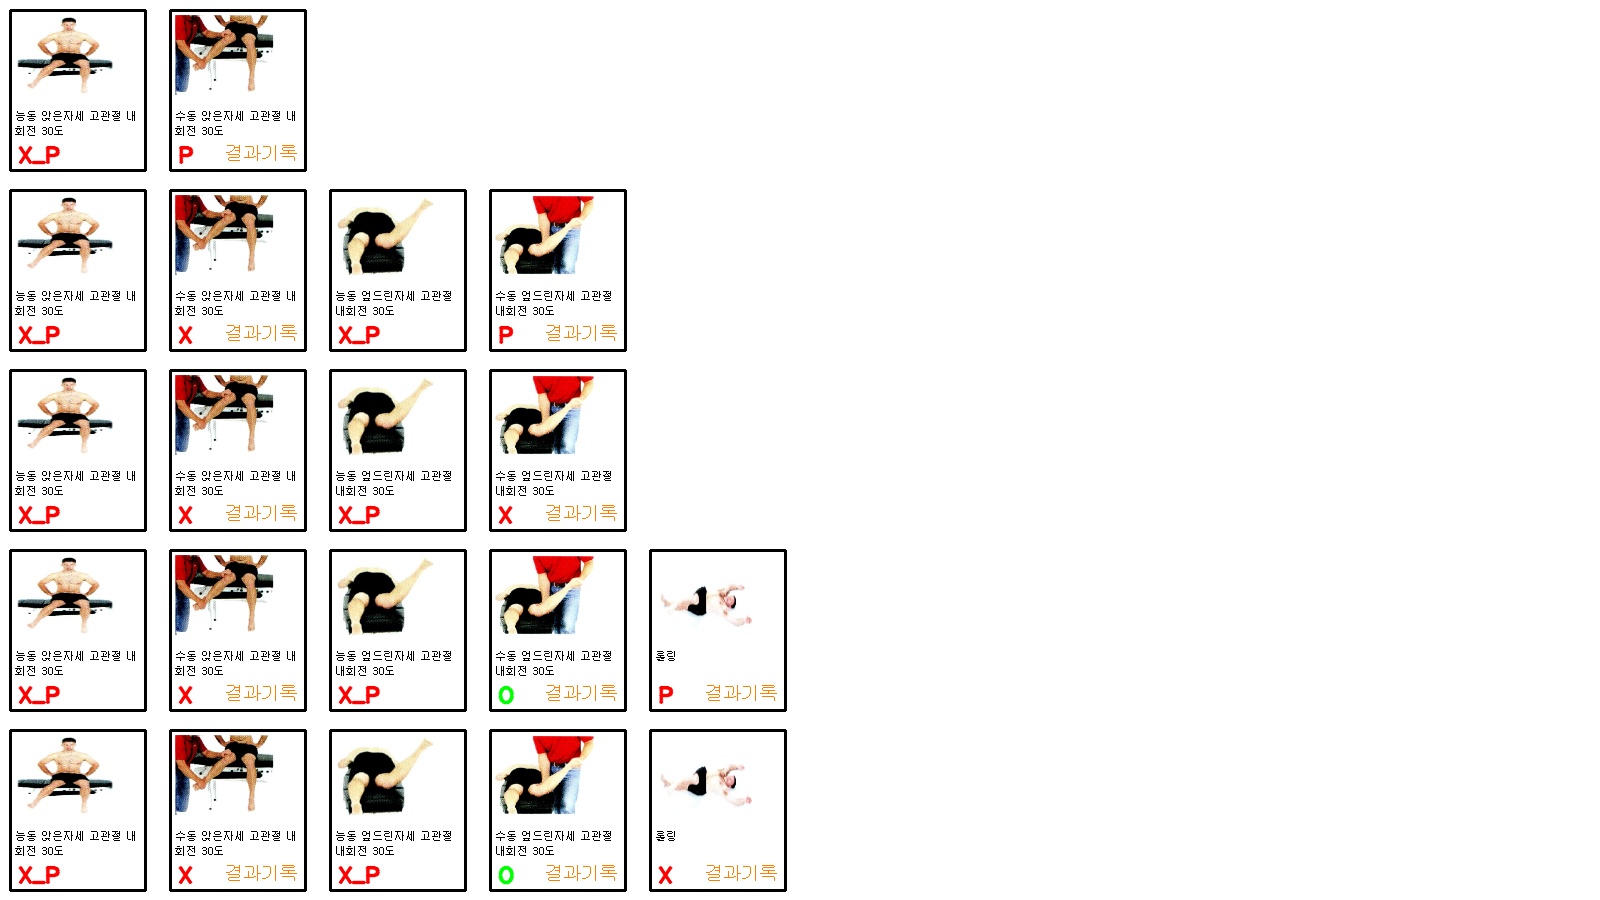 능동 앉은자세 고관절 내
회전 30도
X_P
수동 앉은자세 고관절 내
회전 30도
P 결과기록
능동 앉은자세 고관절 내
회전 30도
X_P
수동 앉은자세 고관절 내
회전 30도
X 결과기록
능동 엎드린자세 고관절
내회전 30도
X_P
수동 엎드린자세 고관절
내회전 30도
P 결과기록
능동 앉은자세 고관절 내
회전 30도
X_P
수동 앉은자세 고관절 내
회전 30도
X 결과기록
능동 엎드린자세 고관절
내회전 30도
X_P
수동 엎드린자세 고관절
내회전 30도
X 결과기록
능동 앉은자세 고관절 내
회전 30도
X_P
수동 앉은자세 고관절 내
회전 30도
X 결과기록
능동 엎드린자세 고관절
내회전 30도
X_P
수동 엎드린자세 고관절
내회전 30도
O 결과기록
롤링
P 결과기록
능동 앉은자세 고관절 내
회전 30도
X_P
수동 앉은자세 고관절 내
회전 30도
X 결과기록
능동 엎드린자세 고관절
내회전 30도
X_P
수동 엎드린자세 고관절
내회전 30도
O 결과기록
롤링
X 결과기록